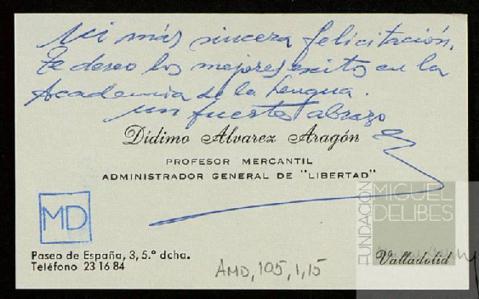 Mi más sincera felicitación.
Te deseo los mejores exito en la
Academia de la Lengua.
un fuerte abrazo
Dídimo Alvarez Aragón
PROFESOR MERCANTIL
ADMINISTRADOR GENERAL DE "LIBERTAD"
MD
Paseo de España, 3, 5.º dcha.
Teléfono 23 16 84
AMD, 105, 1, 15
Valladolid
FUNDACIÓN
MIGUEL
DELIBES